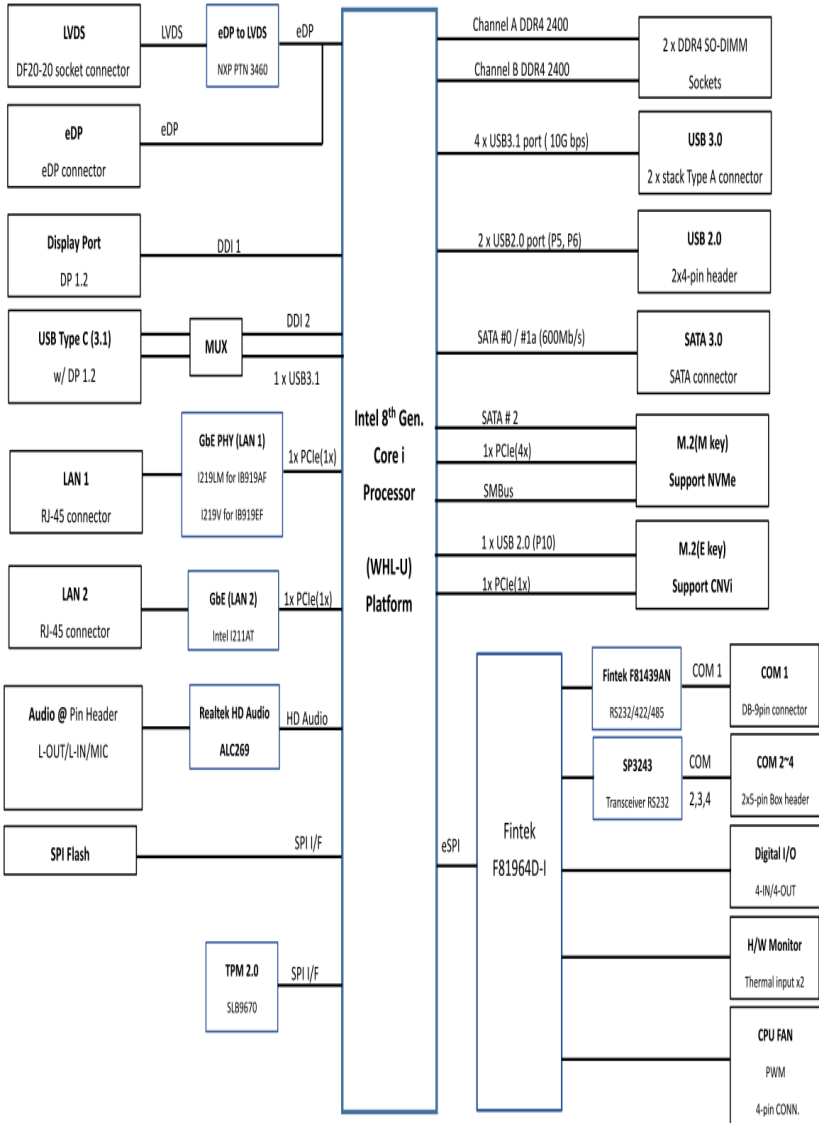 LVDS
DF20-20 socket connector
LVDS
eDP to LVDS
NXP PTN 3460
eDP
eDP
eDP connector
eDP
Display Port
DP 1.2
DDI 1
USB Type C (3.1)
w/ DP 1.2
MUX
DDI 2
1 x USB3.1
LAN 1
RJ-45 connector
GbE PHY (LAN 1)
I219LM for IB919AF
I219V for IB919EF
1x PCIe(1x)
LAN 2
RJ-45 connector
GbE (LAN 2)
Intel I211AT
1x PCIe(1x)
Audio @ Pin Header
L-OUT/L-IN/MIC
Realtek HD Audio
ALC269
HD Audio
SPI Flash
SPI I/F
TPM 2.0
SLB9670
SPI I/F
Intel 8th Gen.
Core i
Processor
(WHL-U)
Platform
Channel A DDR4 2400
Channel B DDR4 2400
2 x DDR4 SO-DIMM
Sockets
4 x USB3.1 port ( 10G bps)
USB 3.0
2 x stack Type A connector
2 x USB2.0 port (P5, P6)
USB 2.0
2x4-pin header
SATA #0 / #1a (600Mb/s)
SATA 3.0
SATA connector
SATA # 2
1x PCIe(4x)
SMBus
M.2(M key)
Support NVMe
1 x USB 2.0 (P10)
1x PCIe(1x)
M.2(E key)
Support CNVi
eSPI
Fintek
F81964D-I
Fintek F81439AN
RS232/422/485
COM 1
COM 1
DB-9pin connector
SP3243
Transceiver RS232
COM
2,3,4
COM 2~4
2x5-pin Box header
Digital I/O
4-IN/4-OUT
H/W Monitor
Thermal input x2
CPU FAN
PWM
4-pin CONN.